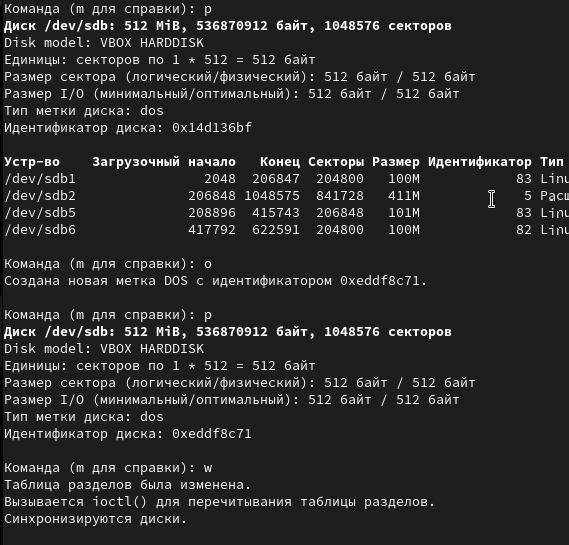 Команда (m для справки): p
Диск /dev/sdb: 512 MiB, 536870912 байт, 1048576 секторов
Disk model: VBOX HARDDISK
Единицы: секторов по 1 * 512 = 512 байт
Размер сектора (логический/физический): 512 байт / 512 байт
Размер I/O (минимальный/оптимальный): 512 байт / 512 байт
Тип метки диска: dos
Идентификатор диска: 0x14d136bf
Устр-во Загрузочный начало Конец Секторы Размер Идентификатор Тип
/dev/sdb1 2048 206847 204800 100M 83 Linu
/dev/sdb2 206848 1048575 841728 411M 5 Расш
/dev/sdb5 208896 415743 206848 101M 83 Linu
/dev/sdb6 417792 622591 204800 100M 82 Linu
Команда (m для справки): o
Создана новая метка DOS с идентификатором 0xeddf8c71.
Команда (m для справки): p
Диск /dev/sdb: 512 MiB, 536870912 байт, 1048576 секторов
Disk model: VBOX HARDDISK
Единицы: секторов по 1 * 512 = 512 байт
Размер сектора (логический/физический): 512 байт / 512 байт
Размер I/O (минимальный/оптимальный): 512 байт / 512 байт
Тип метки диска: dos
Идентификатор диска: 0xeddf8c71
Команда (m для справки): w
Таблица разделов была изменена.
Вызывается ioctl() для перечитывания таблицы разделов.
Синхронизируются диски.